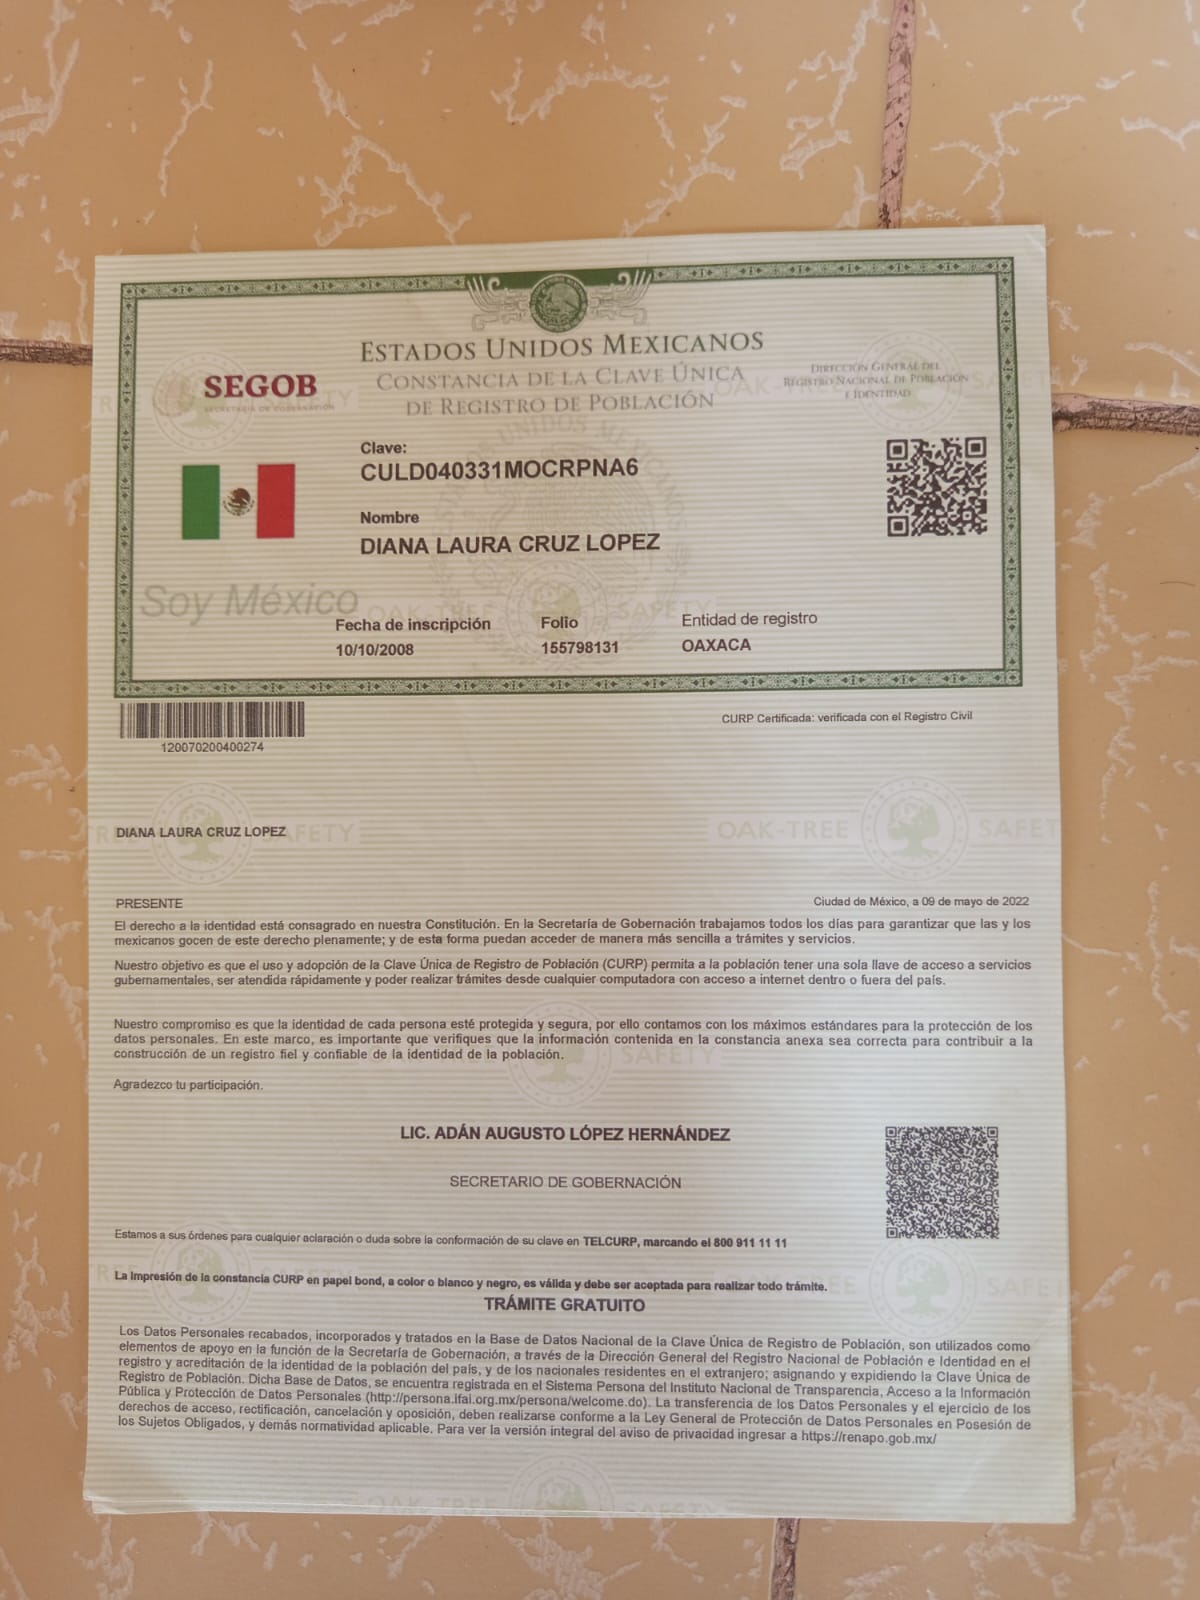 ESTADOS UNIDOS MEXICANOS
CONSTANCIA DE LA CLAVE ÚNICA
DE REGISTRO DE POBLACIÓN
SEGOB
SECRETARÍA DE GOBERNACIÓN
DIRECCIÓN GENERAL DEL
REGISTRO NACIONAL DE POBLACIÓN
E IDENTIDAD
Clave:
CULD040331MOCRPNA6
Nombre
DIANA LAURA CRUZ LOPEZ
Soy México
Fecha de inscripción Folio Entidad de registro
10/10/2008 155798131 OAXACA
CURP Certificada: verificada con el Registro Civil
120070200400274
DIANA LAURA CRUZ LOPEZ
OAK-TREE SAFETY
PRESENTE Ciudad de México, a 09 de mayo de 2022
El derecho a la identidad está consagrado en nuestra Constitución. En la Secretaría de Gobernación trabajamos todos los días para garantizar que las y los
mexicanos gocen de este derecho plenamente; y de esta forma puedan acceder de manera más sencilla a trámites y servicios.
Nuestro objetivo es que el uso y adopción de la Clave Única de Registro de Población (CURP) permita a la población tener una sola llave de acceso a servicios
gubernamentales, ser atendida rápidamente y poder realizar trámites desde cualquier computadora con acceso a internet dentro o fuera del país.
Nuestro compromiso es que la identidad de cada persona esté protegida y segura, por ello contamos con los máximos estándares para la protección de los
datos personales. En este marco, es importante que verifiques que la información contenida en la constancia anexa sea correcta para contribuir a la
construcción de un registro fiel y confiable de la identidad de la población.
Agradezco tu participación.
LIC. ADÁN AUGUSTO LÓPEZ HERNÁNDEZ
SECRETARIO DE GOBERNACIÓN
Estamos a sus órdenes para cualquier aclaración o duda sobre la conformación de su clave en TELCURP, marcando el 800 911 11 11
La impresión de la constancia CURP en papel bond, a color o blanco y negro, es válida y debe ser aceptada para realizar todo trámite.
TRÁMITE GRATUITO
Los Datos Personales recabados, incorporados y tratados en la Base de Datos Nacional de la Clave Única de Registro de Población, son utilizados como
elementos de apoyo en la función de la Secretaría de Gobernación, a través de la Dirección General del Registro Nacional de Población e Identidad en el
registro y acreditación de la identidad de la población del país, y de los nacionales residentes en el extranjero; asignando y expidiendo la Clave Única de
Registro de Población. Dicha Base de Datos, se encuentra registrada en el Sistema Persona del Instituto Nacional de Transparencia, Acceso a la Información
Pública y Protección de Datos Personales (http://persona.ifai.org.mx/persona/welcome.do). La transferencia de los Datos Personales y el ejercicio de los
derechos de acceso, rectificación, cancelación y oposición, deben realizarse conforme a la Ley General de Protección de Datos Personales en Posesión de
los Sujetos Obligados, y demás normatividad aplicable. Para ver la versión integral del aviso de privacidad ingresar a https://renapo.gob.mx/